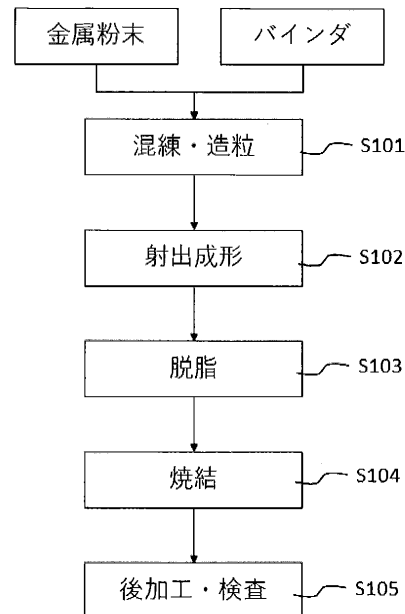 金属粉末 バインダ
混練・造粒 S101
射出成形 S102
脱脂 S103
焼結 S104
後加工・検査 S105